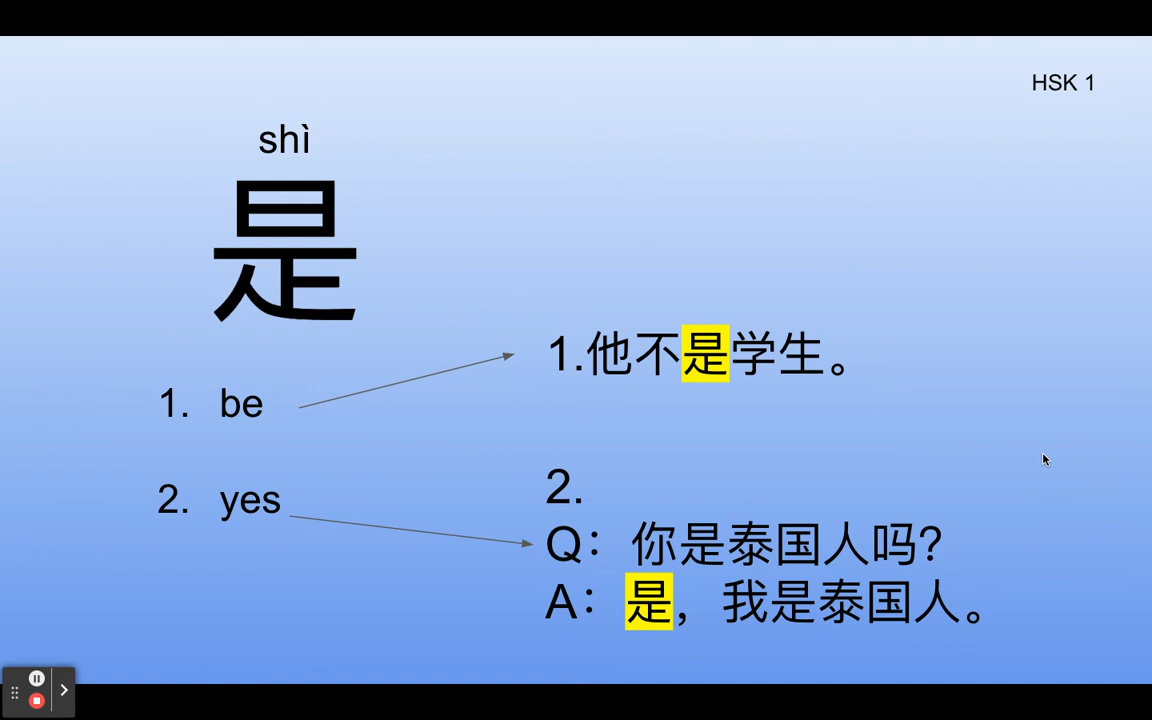 HSK 1
shì
是
1. be
2. yes
1.他不是学生。
2.
Q：你是泰国人吗?
A：是，我是泰国人。